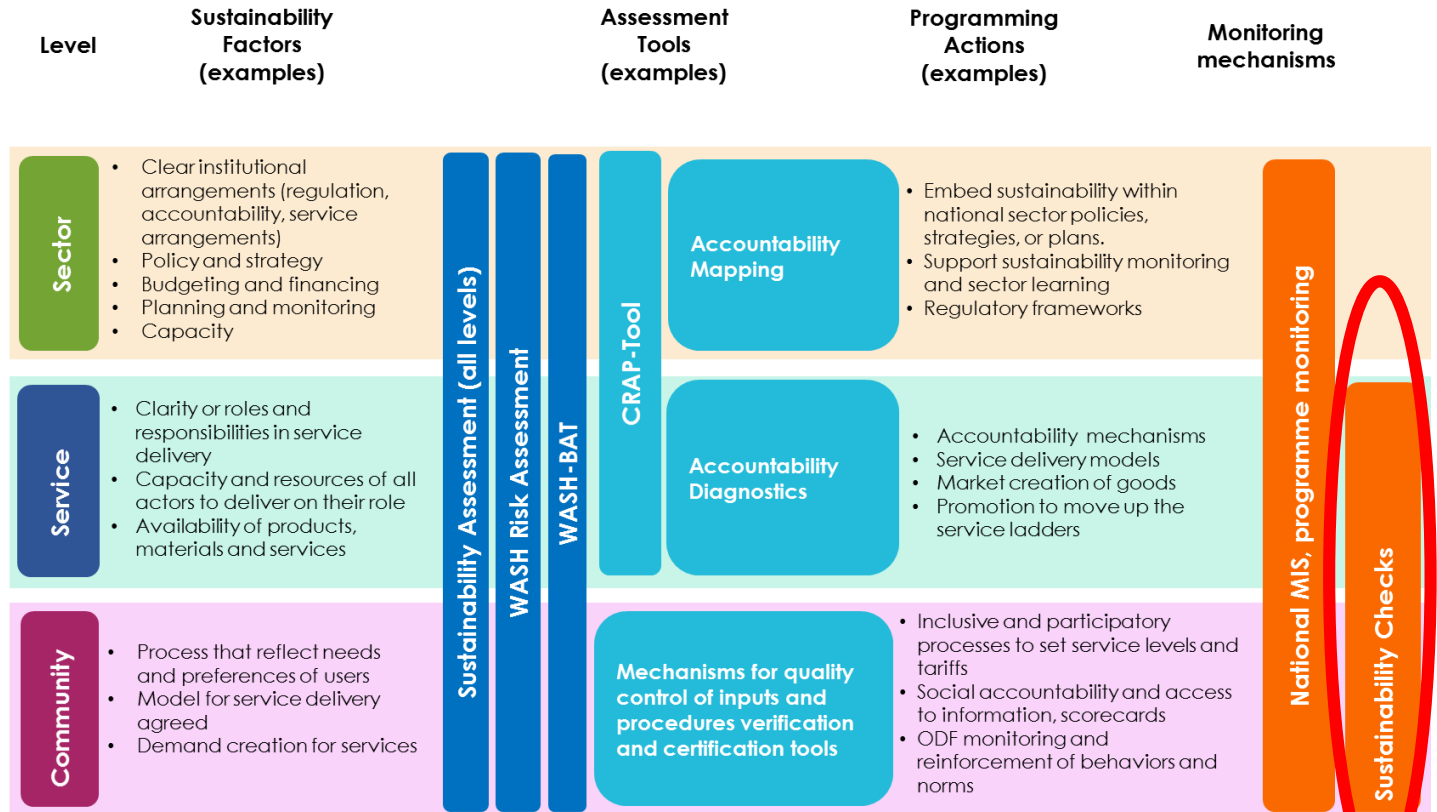 Level
Sustainability
Factors
(examples)
Assessment
Tools
(examples)
Programming
Actions
(examples)
Monitoring
mechanisms
Sector
• Clear institutional
arrangements (regulation,
accountability, service
arrangements)
• Policy and strategy
• Budgeting and financing
• Planning and monitoring
• Capacity
Sustainability Assessment (all levels)
WASH Risk Assessment
WASH-BAT
CRAP-Tool
Accountability
Mapping
• Embed sustainability within
national sector policies,
strategies, or plans.
• Support sustainability monitoring
and sector learning
• Regulatory frameworks
National MIS, programme monitoring
Sustainability Checks
Service
• Clarity or roles and
responsibilities in service
delivery
• Capacity and resources of all
actors to deliver on their role
• Availability of products,
materials and services
Accountability
Diagnostics
• Accountability mechanisms
• Service delivery models
• Market creation of goods
• Promotion to move up the
service ladders
Community
• Process that reflect needs
and preferences of users
• Model for service delivery
agreed
• Demand creation for services
Mechanisms for quality
control of inputs and
procedures verification
and certification tools
• Inclusive and participatory
processes to set service levels and
tariffs
• Social accountability and access
to information, scorecards
• ODF monitoring and
reinforcement of behaviors and
norms